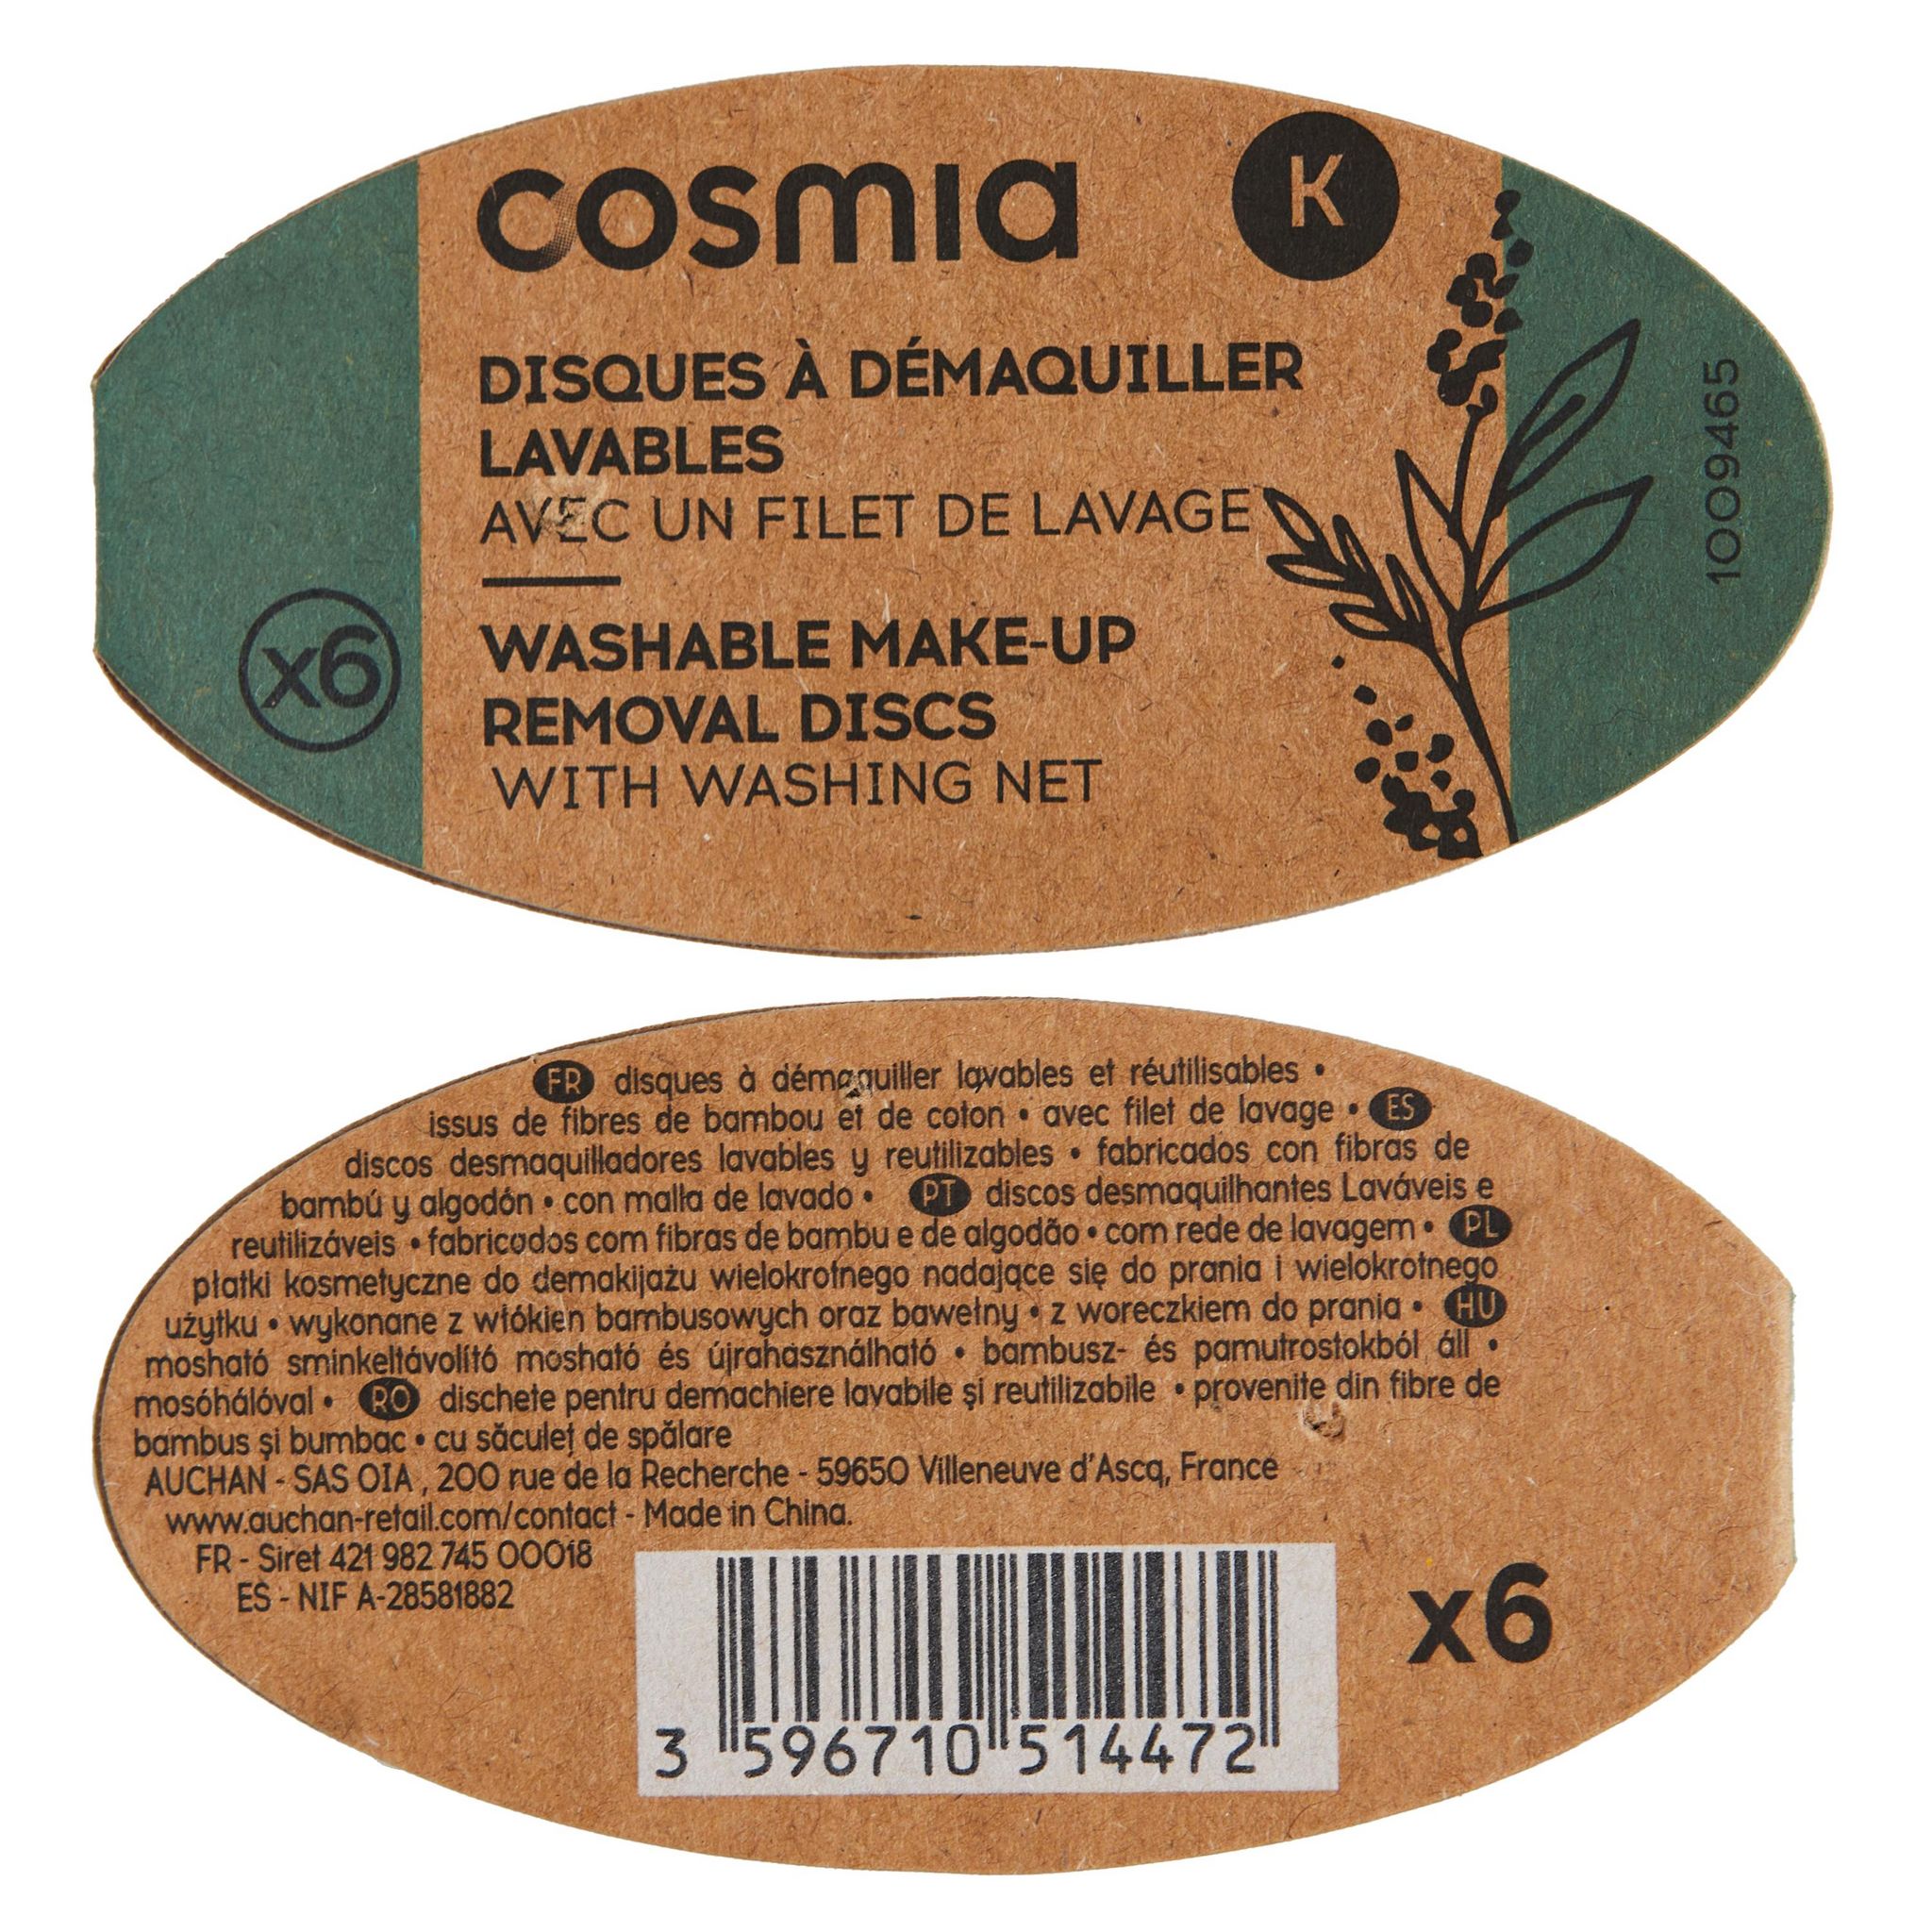 cosmia
K
DISQUES À DÉMAQUILLER
LAVABLES
AVEC UN FILET DE LAVAGE
WASHABLE MAKE-UP
REMOVAL DISCS
WITH WASHING NET
x6
1009465
FR disques à démaquiller lavables et réutilisables •
issus de fibres de bambou et de coton • avec filet de lavage • ES
discos desmaquilladores lavables y reutilizables • fabricados con fibras de
bambú y algodón • con malla de lavado • PT discos desmaquilhantes Laváveis e
reutilizáveis • fabricados com fibras de bambu e de algodão • com rede de lavagem • PL
płatki kosmetyczne do demakijażu wielokrotnego nadające się do prania i wielokrotnego
użytku • wykonane z włókien bambusowych oraz bawełny • z woreczkiem do prania • HU
mosható sminkeltávolító mosható és újrahasználható • bambusz- és pamutrostokból áll •
mosóhálóval • RO dischete pentru demachiere lavabile și reutilizabile • provenite din fibre de
bambus și bumbac • cu săculeț de spălare
AUCHAN - SAS OIA , 200 rue de la Recherche - 59650 Villeneuve d'Ascq, France
www.auchan-retail.com/contact - Made in China.
FR - Siret 421 982 745 00018
ES - NIF A-28581882
3 596710 514472
x6